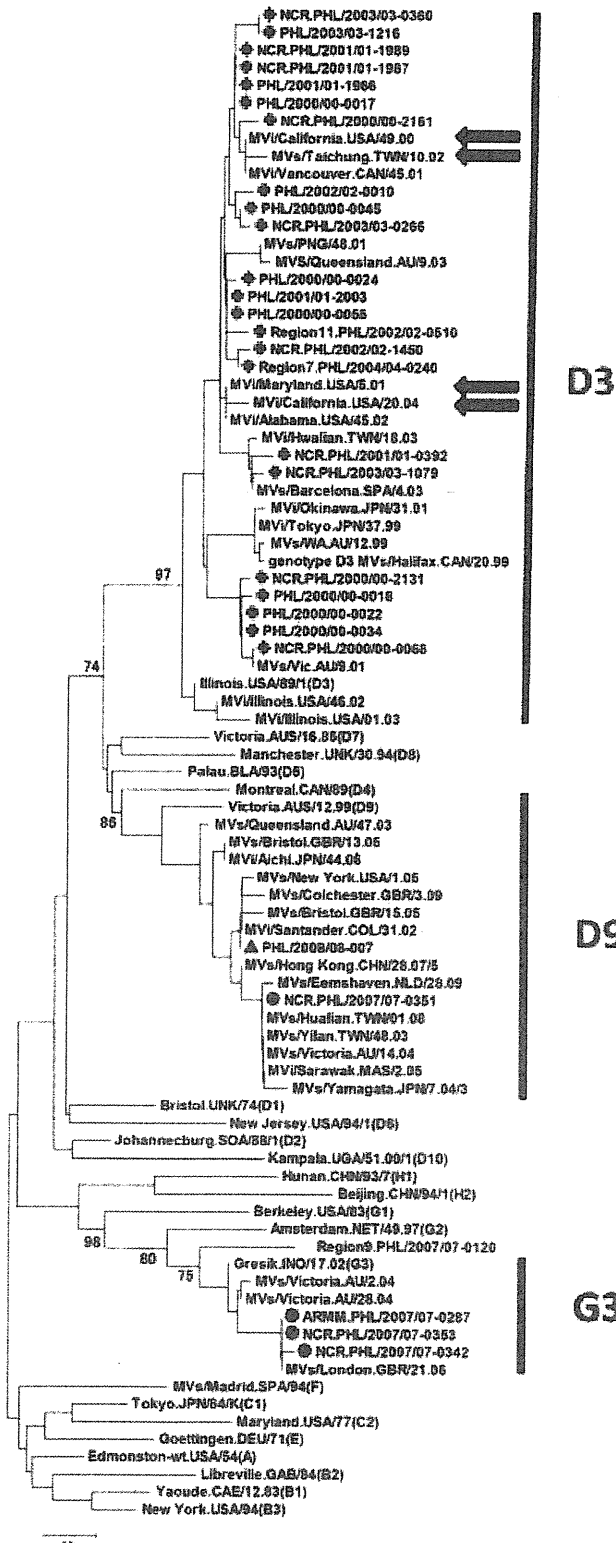 NCR.PHL/2003/03-0360
PHL/2003/03-1216
NCR.PHL/2001/01-1989
NCR.PHL/2001/01-1987
PHL/2001/01-1986
PHL/2000/00-0017
NCR.PHL/2000/00-2161
MVi/California.USA/49.00
MVs/Taichung.TWN/10.02
MVi/Vancouver.CAN/45.01
PHL/2002/02-0010
PHL/2000/00-0045
NCR.PHL/2003/03-0266
MVs/PNG/48.01
MVS/Queensland.AU/9.03
PHL/2000/00-0024
PHL/2001/01-2003
PHL/2000/00-0055
Region11.PHL/2002/02-0510
NCR.PHL/2002/02-1450
Region7.PHL/2004/04-0240
MVi/Maryland.USA/5.01
MVi/California.USA/20.04
MVi/Alabama.USA/45.02
D3
MVi/Hwalian.TWN/18.03
NCR.PHL/2001/01-0392
NCR.PHL/2003/03-1079
MVs/Barcelona.SPA/4.03
MVi/Okinawa.JPN/31.01
MVi/Tokyo.JPN/37.99
MVs/WA.AU/12.99
genotype D3 MVs/Halifax.CAN/20.99
97
NCR.PHL/2000/00-2131
PHL/2000/00-0018
PHL/2000/00-0022
PHL/2000/00-0034
NCR.PHL/2000/00-0068
MVs/Vic.AU/9.01
74
Illinois.USA/89/1(D3)
MVi/Illinois.USA/46.02
MVi/Illinois.USA/01.03
Victoria.AUS/16.85(D7)
Manchester.UNK/30.94(D8)
Palau.BLA/93(D5)
Montreal.CAN/89(D4)
86
Victoria.AUS/12.99(D9)
MVs/Queensland.AU/47.03
MVs/Bristol.GBR/13.05
MVi/Aichi.JPN/44.06
MVs/New York.USA/1.05
MVs/Colchester.GBR/3.09
MVs/Bristol.GBR/15.05
MVi/Santander.COL/31.02
D9
PHL/2008/08-007
MVs/Hong Kong.CHN/28.07/5
MVs/Eemshaven.NLD/28.09
NCR.PHL/2007/07-0351
MVs/Hualian.TWN/01.08
MVs/Yilan.TWN/48.03
MVs/Victoria.AU/14.04
MVi/Sarawak.MAS/2.05
MVs/Yamagata.JPN/7.04/3
Bristol.UNK/74(D1)
New Jersey.USA/94/1(D6)
Johannecburg.SOA/88/1(D2)
Kampala.UGA/51.00/1(D10)
Hunan.CHN/93/7(H1)
Beijing.CHN/94/1(H2)
Berkeley.USA/83(G1)
98
Amsterdam.NET/49.97(G2)
80
Region9.PHL/2007/07-0120
75
Gresik.INO/17.02(G3)
MVs/Victoria.AU/2.04
MVs/Victoria.AU/28.04
G3
ARMM.PHL/2007/07-0287
NCR.PHL/2007/07-0353
NCR.PHL/2007/07-0342
MVs/London.GBR/21.06
MVs/Madrid.SPA/94(F)
Tokyo.JPN/84/K(C1)
Maryland.USA/77(C2)
Goettingen.DEU/71(E)
Edmonston-wt.USA/54(A)
Libreville.GAB/84(B2)
Yaoude.CAE/12.83(B1)
New York.USA/94(B3)